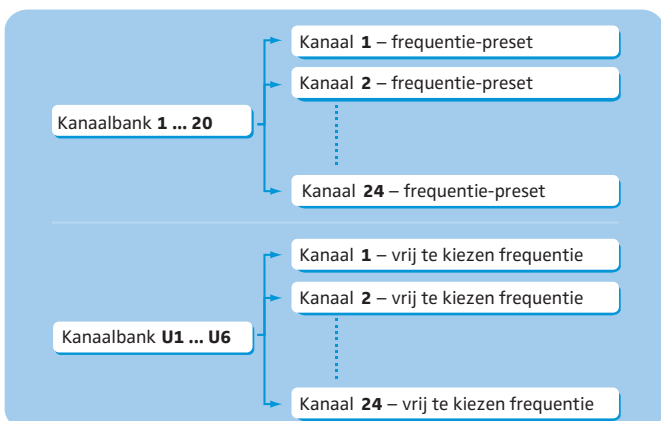 Kanaal 1 – frequentie-preset
Kanaal 2 – frequentie-preset
Kanaalbank 1 ... 20
Kanaal 24 – frequentie-preset
Kanaal 1 – vrij te kiezen frequentie
Kanaal 2 – vrij te kiezen frequentie
Kanaalbank U1 ... U6
Kanaal 24 – vrij te kiezen frequentie